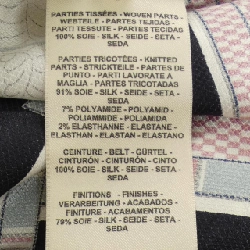 PARTIES TISSÉES - WOVEN PARTS -
WEBTEILE - PARTES TEJIDAS
PARTI TESSUTE - PARTES TECIDAS
100% SOIE - SILK - SEIDE - SETA -
SEDA
PARTIES TRICOTÉES - KNITTED
PARTS - STRICKTEILE - PARTES DE
PUNTO - PARTI LAVORATE A
MAGLIA - PARTES TRICOTADAS
91% SOIE - SILK - SEIDE - SETA -
SEDA
7% POLYAMIDE - POLYAMID -
POLIAMMIDE - POLIAMIDA
2% ELASTHANNE - ELASTANE -
ELASTHAN - ELASTAN - ELASTANO
CEINTURE - BELT - GÜRTEL -
CINTURÓN - CINTURÓN - CINTO
100% SOIE - SILK - SEIDE - SETA -
SEDA
FINITIONS - FINISHES -
VERARBEITUNG - ACABADOS -
FINITURE - ACABAMENTOS
79% SOIE - SILK - SEIDE - SETA -
SEDA